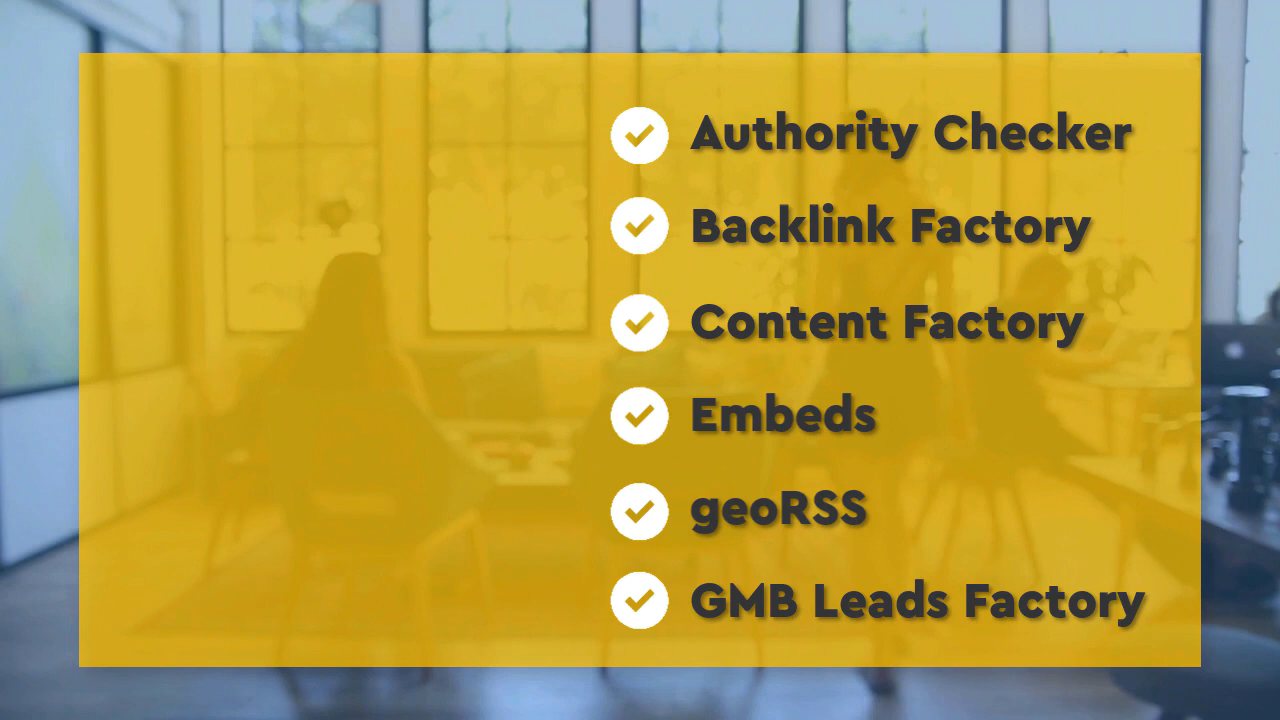 Authority Checker
Backlink Factory
Content Factory
Embeds
geoRSS
GMB Leads Factory